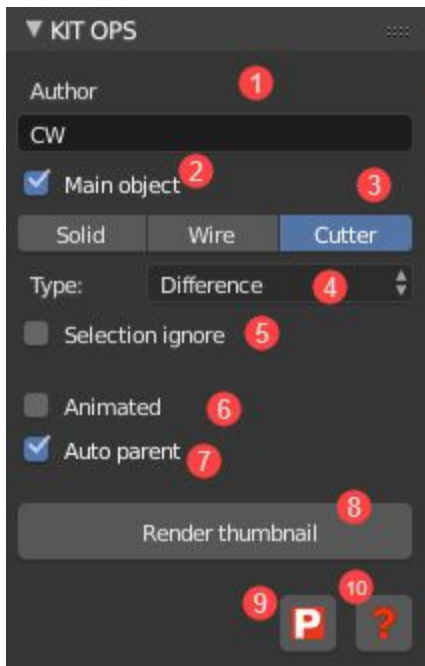 KIT OPS
Author 1
CW
Main object 2
3
Solid Wire Cutter
Type: Difference 4
Selection ignore 5
Animated 6
Auto parent 7
8
Render thumbnail
9 P 10 ?